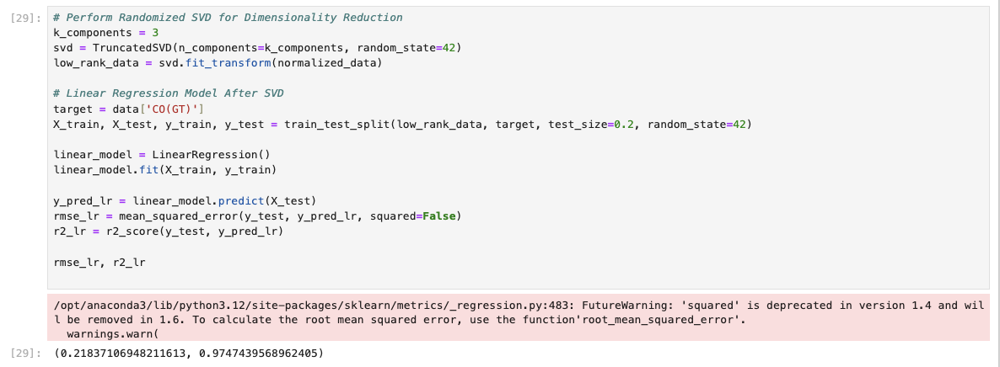 [29]: # Perform Randomized SVD for Dimensionality Reduction
k_components = 3
svd = TruncatedSVD(n_components=k_components, random_state=42)
low_rank_data = svd.fit_transform(normalized_data)

# Linear Regression Model After SVD
target = data['CO(GT)']
X_train, X_test, y_train, y_test = train_test_split(low_rank_data, target, test_size=0.2, random_state=42)

linear_model = LinearRegression()
linear_model.fit(X_train, y_train)

y_pred_lr = linear_model.predict(X_test)
rmse_lr = mean_squared_error(y_test, y_pred_lr, squared=False)
r2_lr = r2_score(y_test, y_pred_lr)

rmse_lr, r2_lr

/opt/anaconda3/lib/python3.12/site-packages/sklearn/metrics/_regression.py:483: FutureWarning: 'squared' is deprecated in version 1.4 and wil
l be removed in 1.6. To calculate the root mean squared error, use the function'root_mean_squared_error'.
  warnings.warn(
[29]: (0.21837106948211613, 0.9747439568962405)